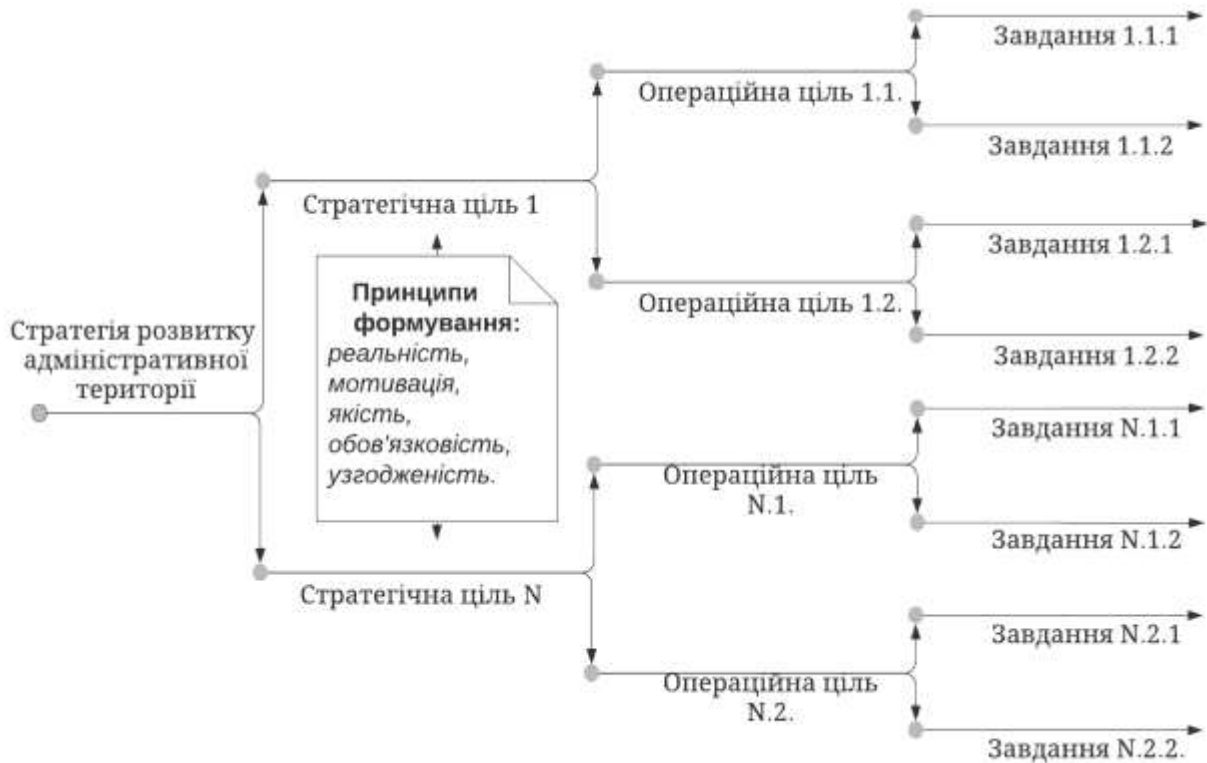 Завдання 1.1.1
Операційна ціль 1.1.
Завдання 1.1.2
Стратегічна ціль 1
Завдання 1.2.1
Операційна ціль 1.2.
Завдання 1.2.2
Принципи
формування:
реальність,
мотивація,
якість,
обов'язковість,
узгодженість.
Стратегія розвитку
адміністративної
території
Завдання N.1.1
Операційна ціль
N.1.
Завдання N.1.2
Стратегічна ціль N
Завдання N.2.1
Операційна ціль
N.2.
Завдання N.2.2.